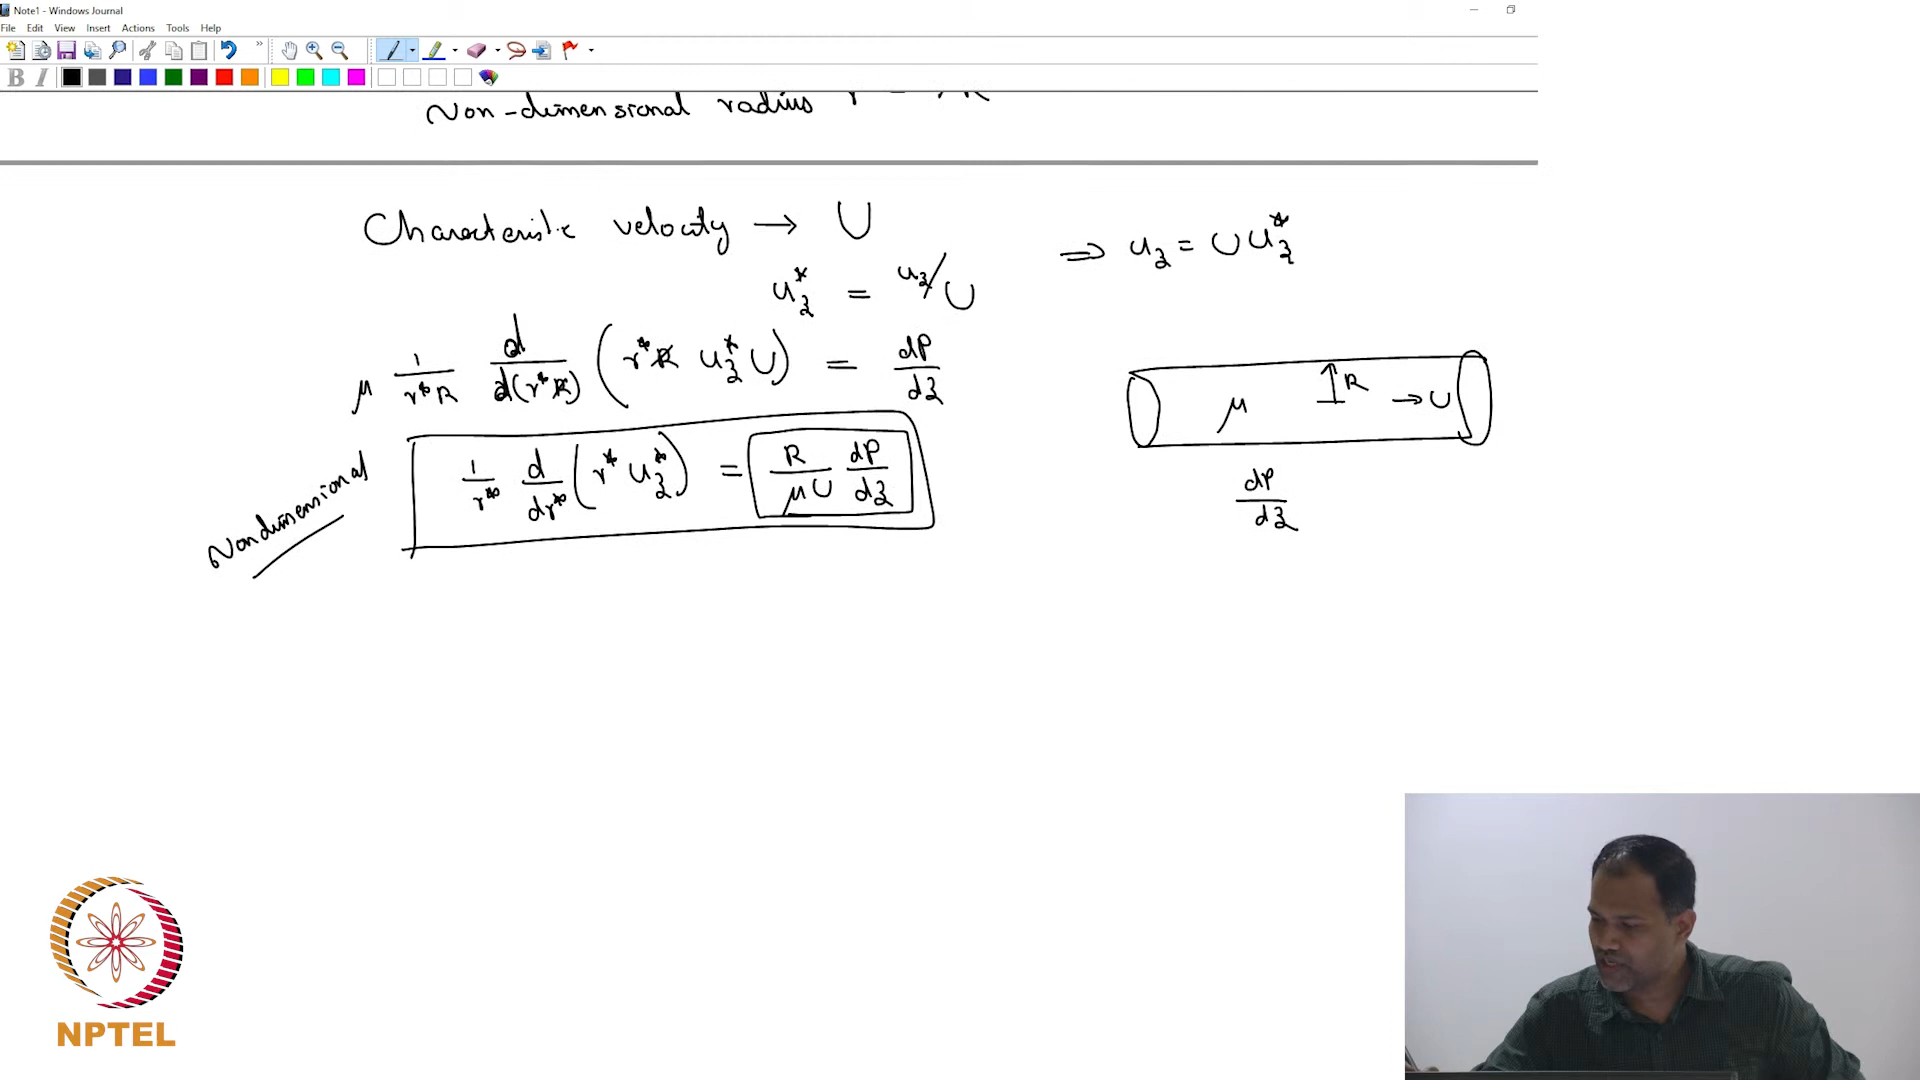 Note1 - Windows Journal
File Edit View Insert Actions Tools Help
B I
Non-dimensional radius
Characteristic velocity → U
⇒ u_z = U u_z^*
u_z^* = u_z/U
μ 1/(r^*R) d/d(r^*R) (r^*R u_z^* U) = dP/dz
μ R → U
Nondimensional
1/r^* d/dr^* (r^* u_z^*) = R/(μU) dP/dz
dP/dz
NPTEL